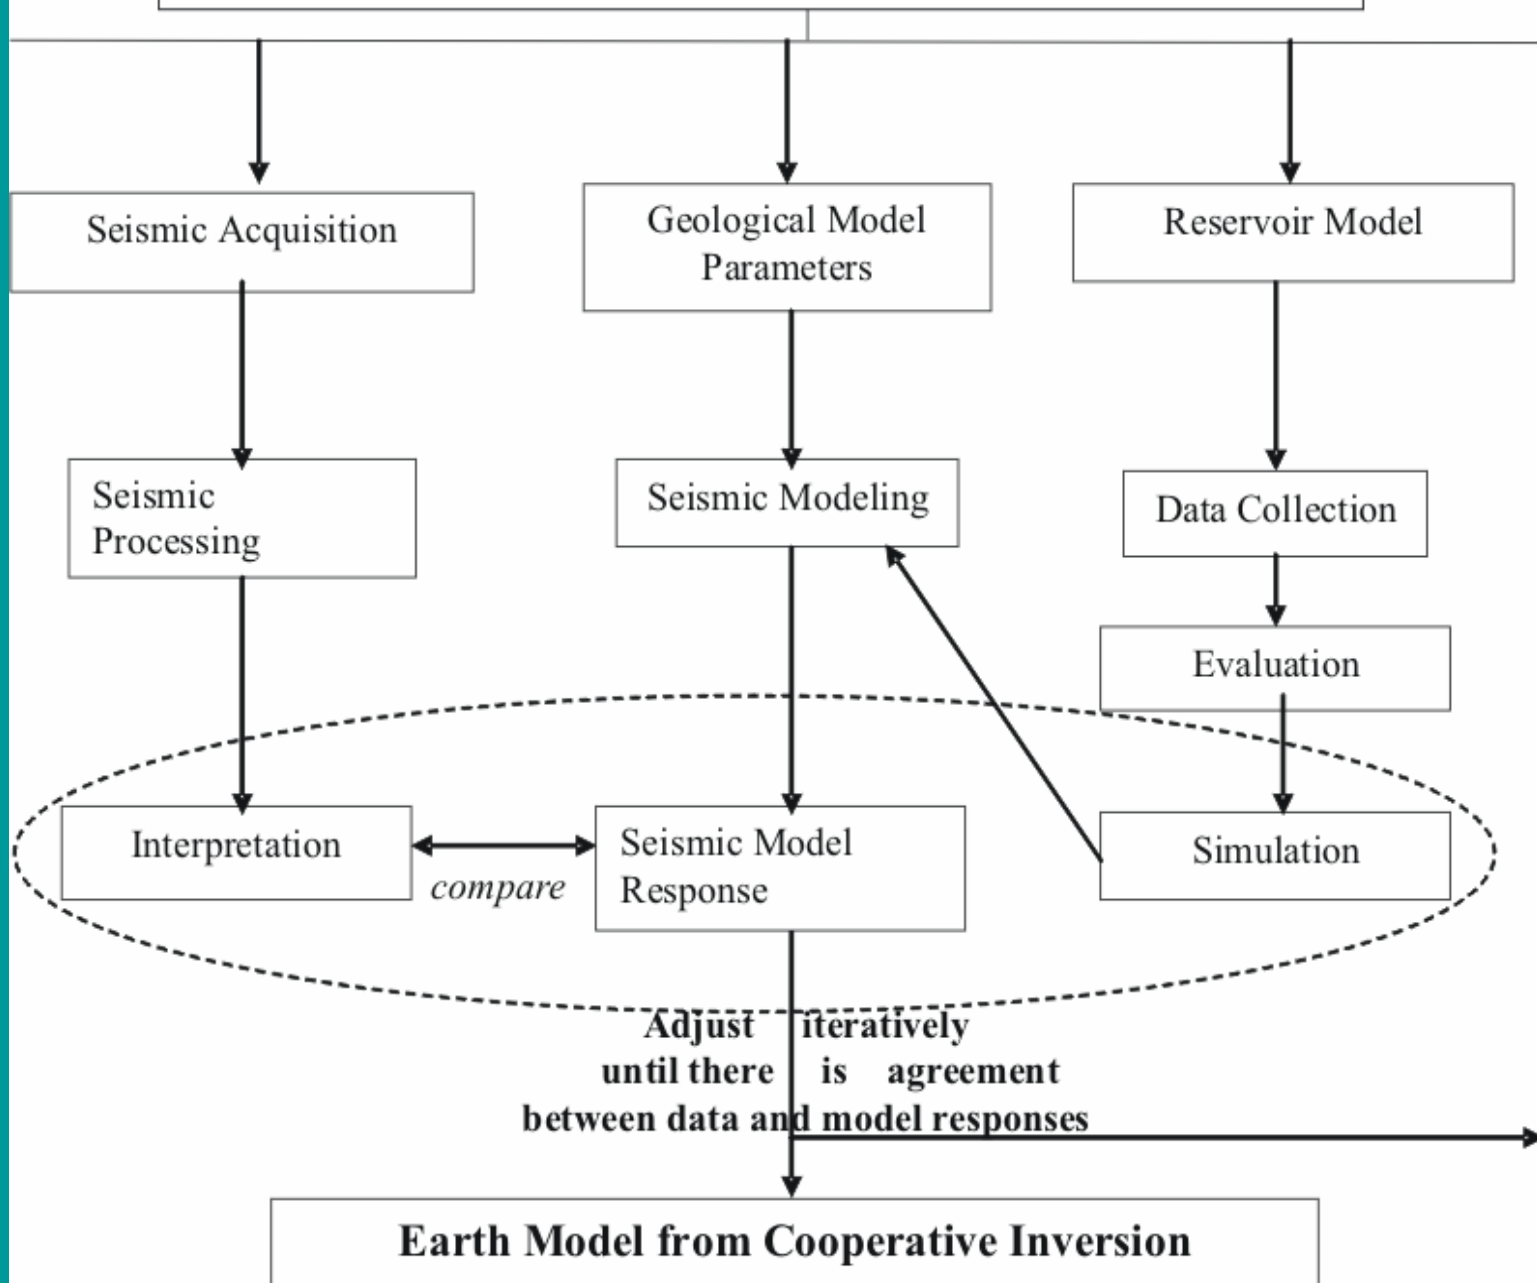 Seismic Acquisition
Geological Model
Parameters
Reservoir Model
Seismic
Processing
Seismic Modeling
Data Collection
Evaluation
Interpretation
compare
Seismic Model
Response
Simulation
Adjust iteratively
until there is agreement
between data and model responses
Earth Model from Cooperative Inversion